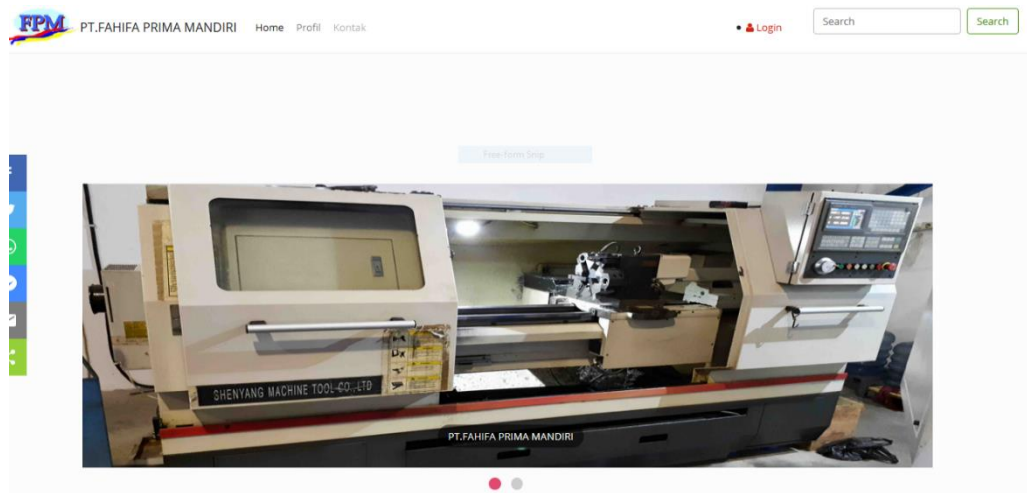 FPM
PT.FAHIFA PRIMA MANDIRI
Home Profil Kontak
Login
Search
Search
Free-form Snip
SHENYANG MACHINE TOOL CO.,LTD
PT.FAHIFA PRIMA MANDIRI